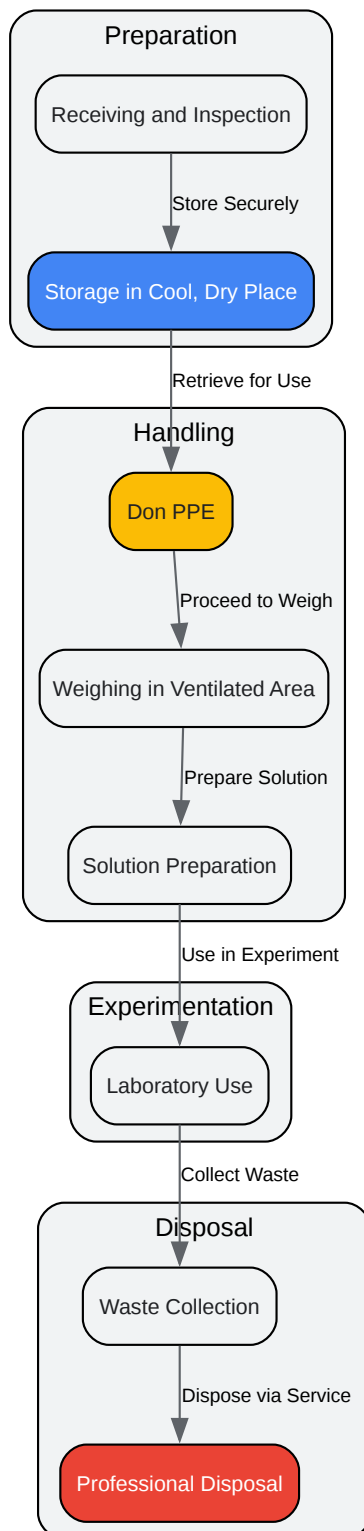 Preparation
Receiving and Inspection
Store Securely
Storage in Cool, Dry Place
Retrieve for Use
Handling
Don PPE
Proceed to Weigh
Weighing in Ventilated Area
Prepare Solution
Solution Preparation
Use in Experiment
Experimentation
Laboratory Use
Collect Waste
Disposal
Waste Collection
Dispose via Service
Professional Disposal